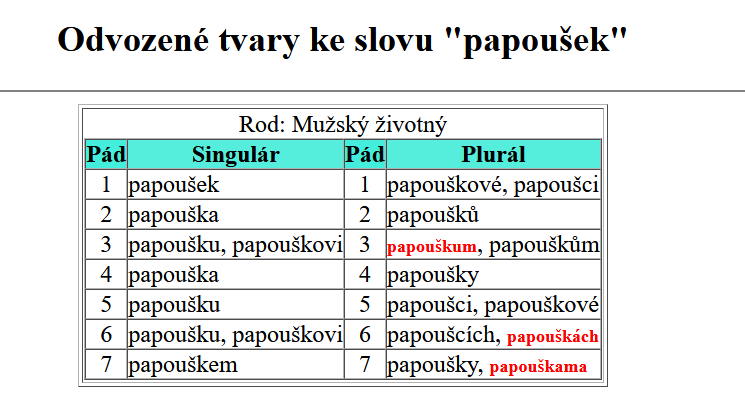 Odvozené tvary ke slovu "papoušek"
Rod: Mužský životný
Pád Singulár Pád Plurál
1 papoušek 1 papouškové, papoušci
2 papouška 2 papoušků
3 papoušku, papouškovi 3 papouškum, papouškům
4 papouška 4 papoušky
5 papoušku 5 papoušci, papouškové
6 papoušku, papouškovi 6 papoušcích, papouškách
7 papouškem 7 papoušky, papouškama